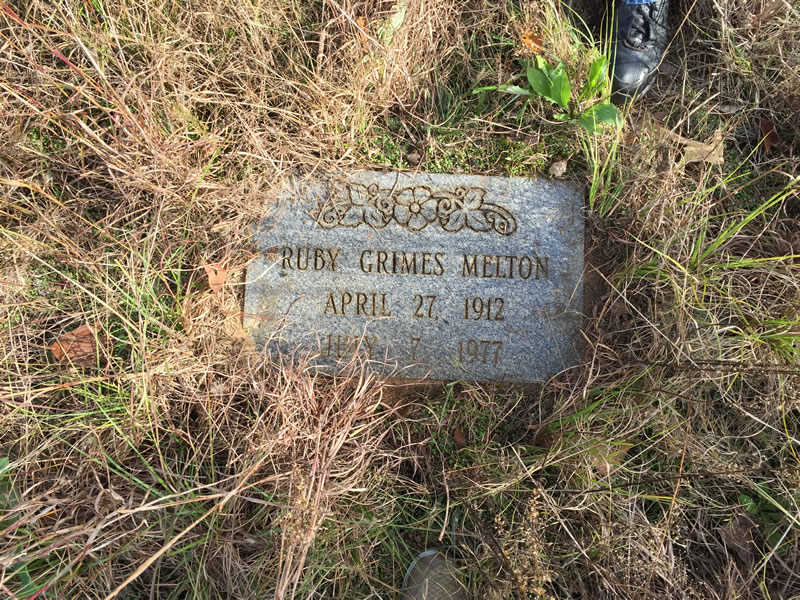 RUBY GRIMES MELTON
APRIL 27, 1912
JULY 7, 1977